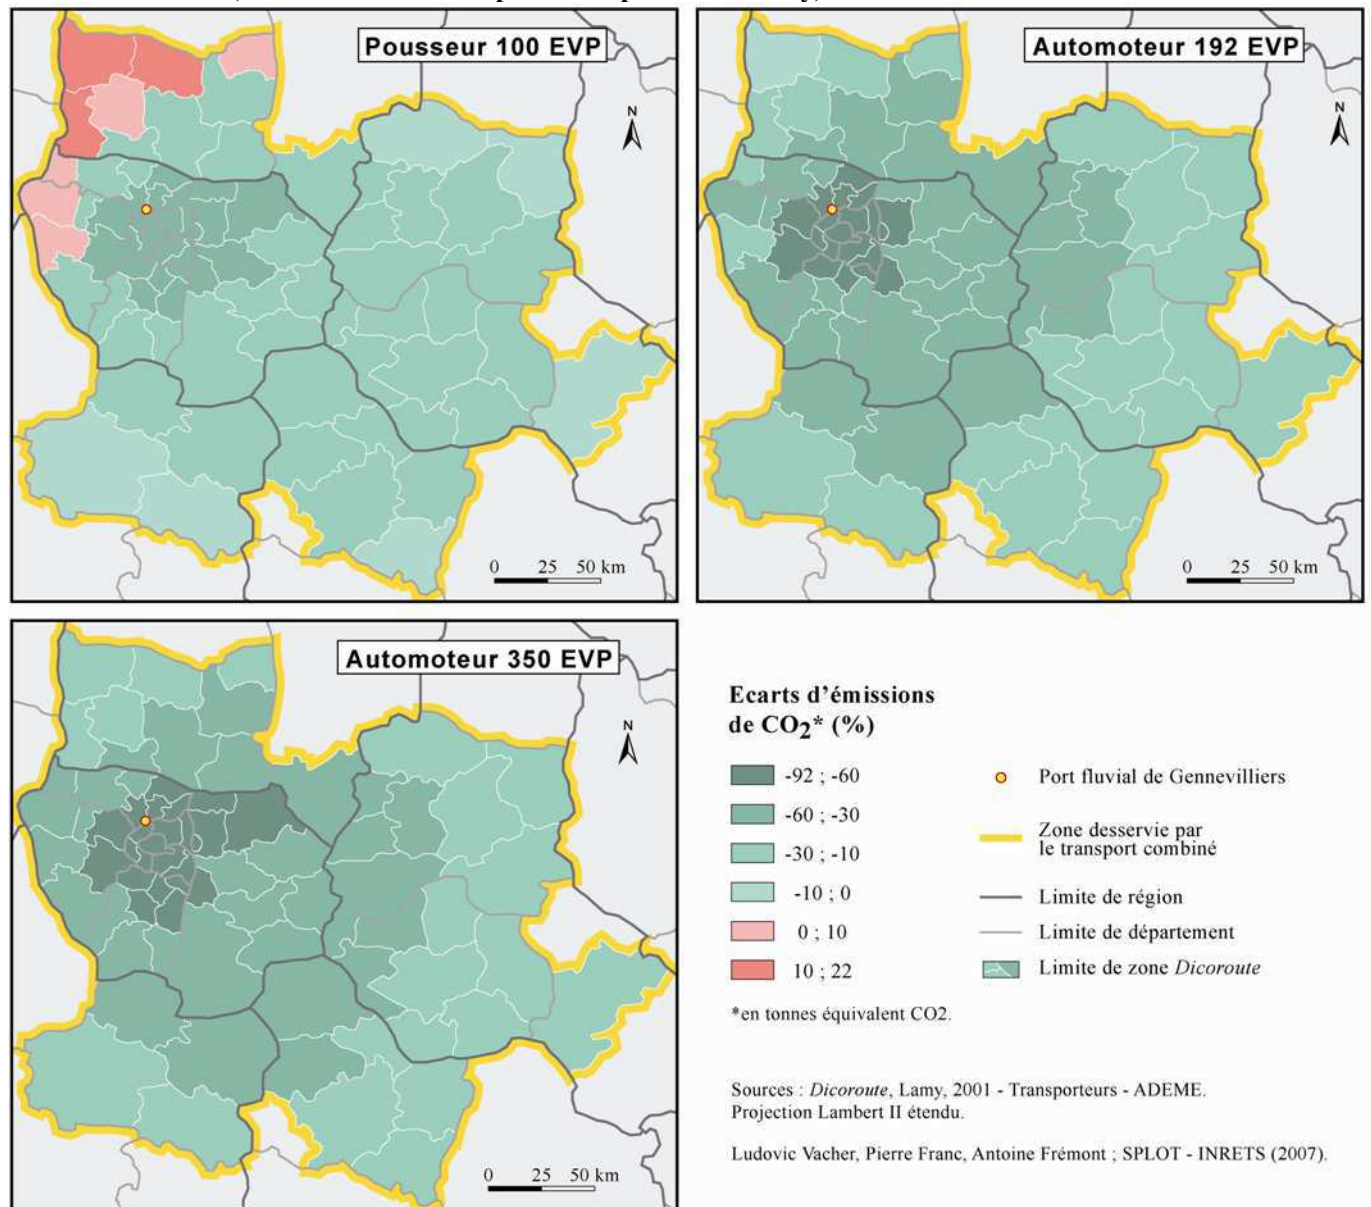 Pousseur 100 EVP
N
0 25 50 km
Automoteur 192 EVP
N
0 25 50 km
Automoteur 350 EVP
N
0 25 50 km
Ecarts d'émissions
de CO2* (%)
-92 ; -60
-60 ; -30
-30 ; -10
-10 ; 0
0 ; 10
10 ; 22
*en tonnes équivalent CO2.
Port fluvial de Gennevilliers
Zone desservie par
le transport combiné
Limite de région
Limite de département
Limite de zone Dicoroute
Sources : Dicoroute, Lamy, 2001 - Transporteurs - ADEME.
Projection Lambert II étendu.
Ludovic Vacher, Pierre Franc, Antoine Frémont ; SPLOT - INRETS (2007).